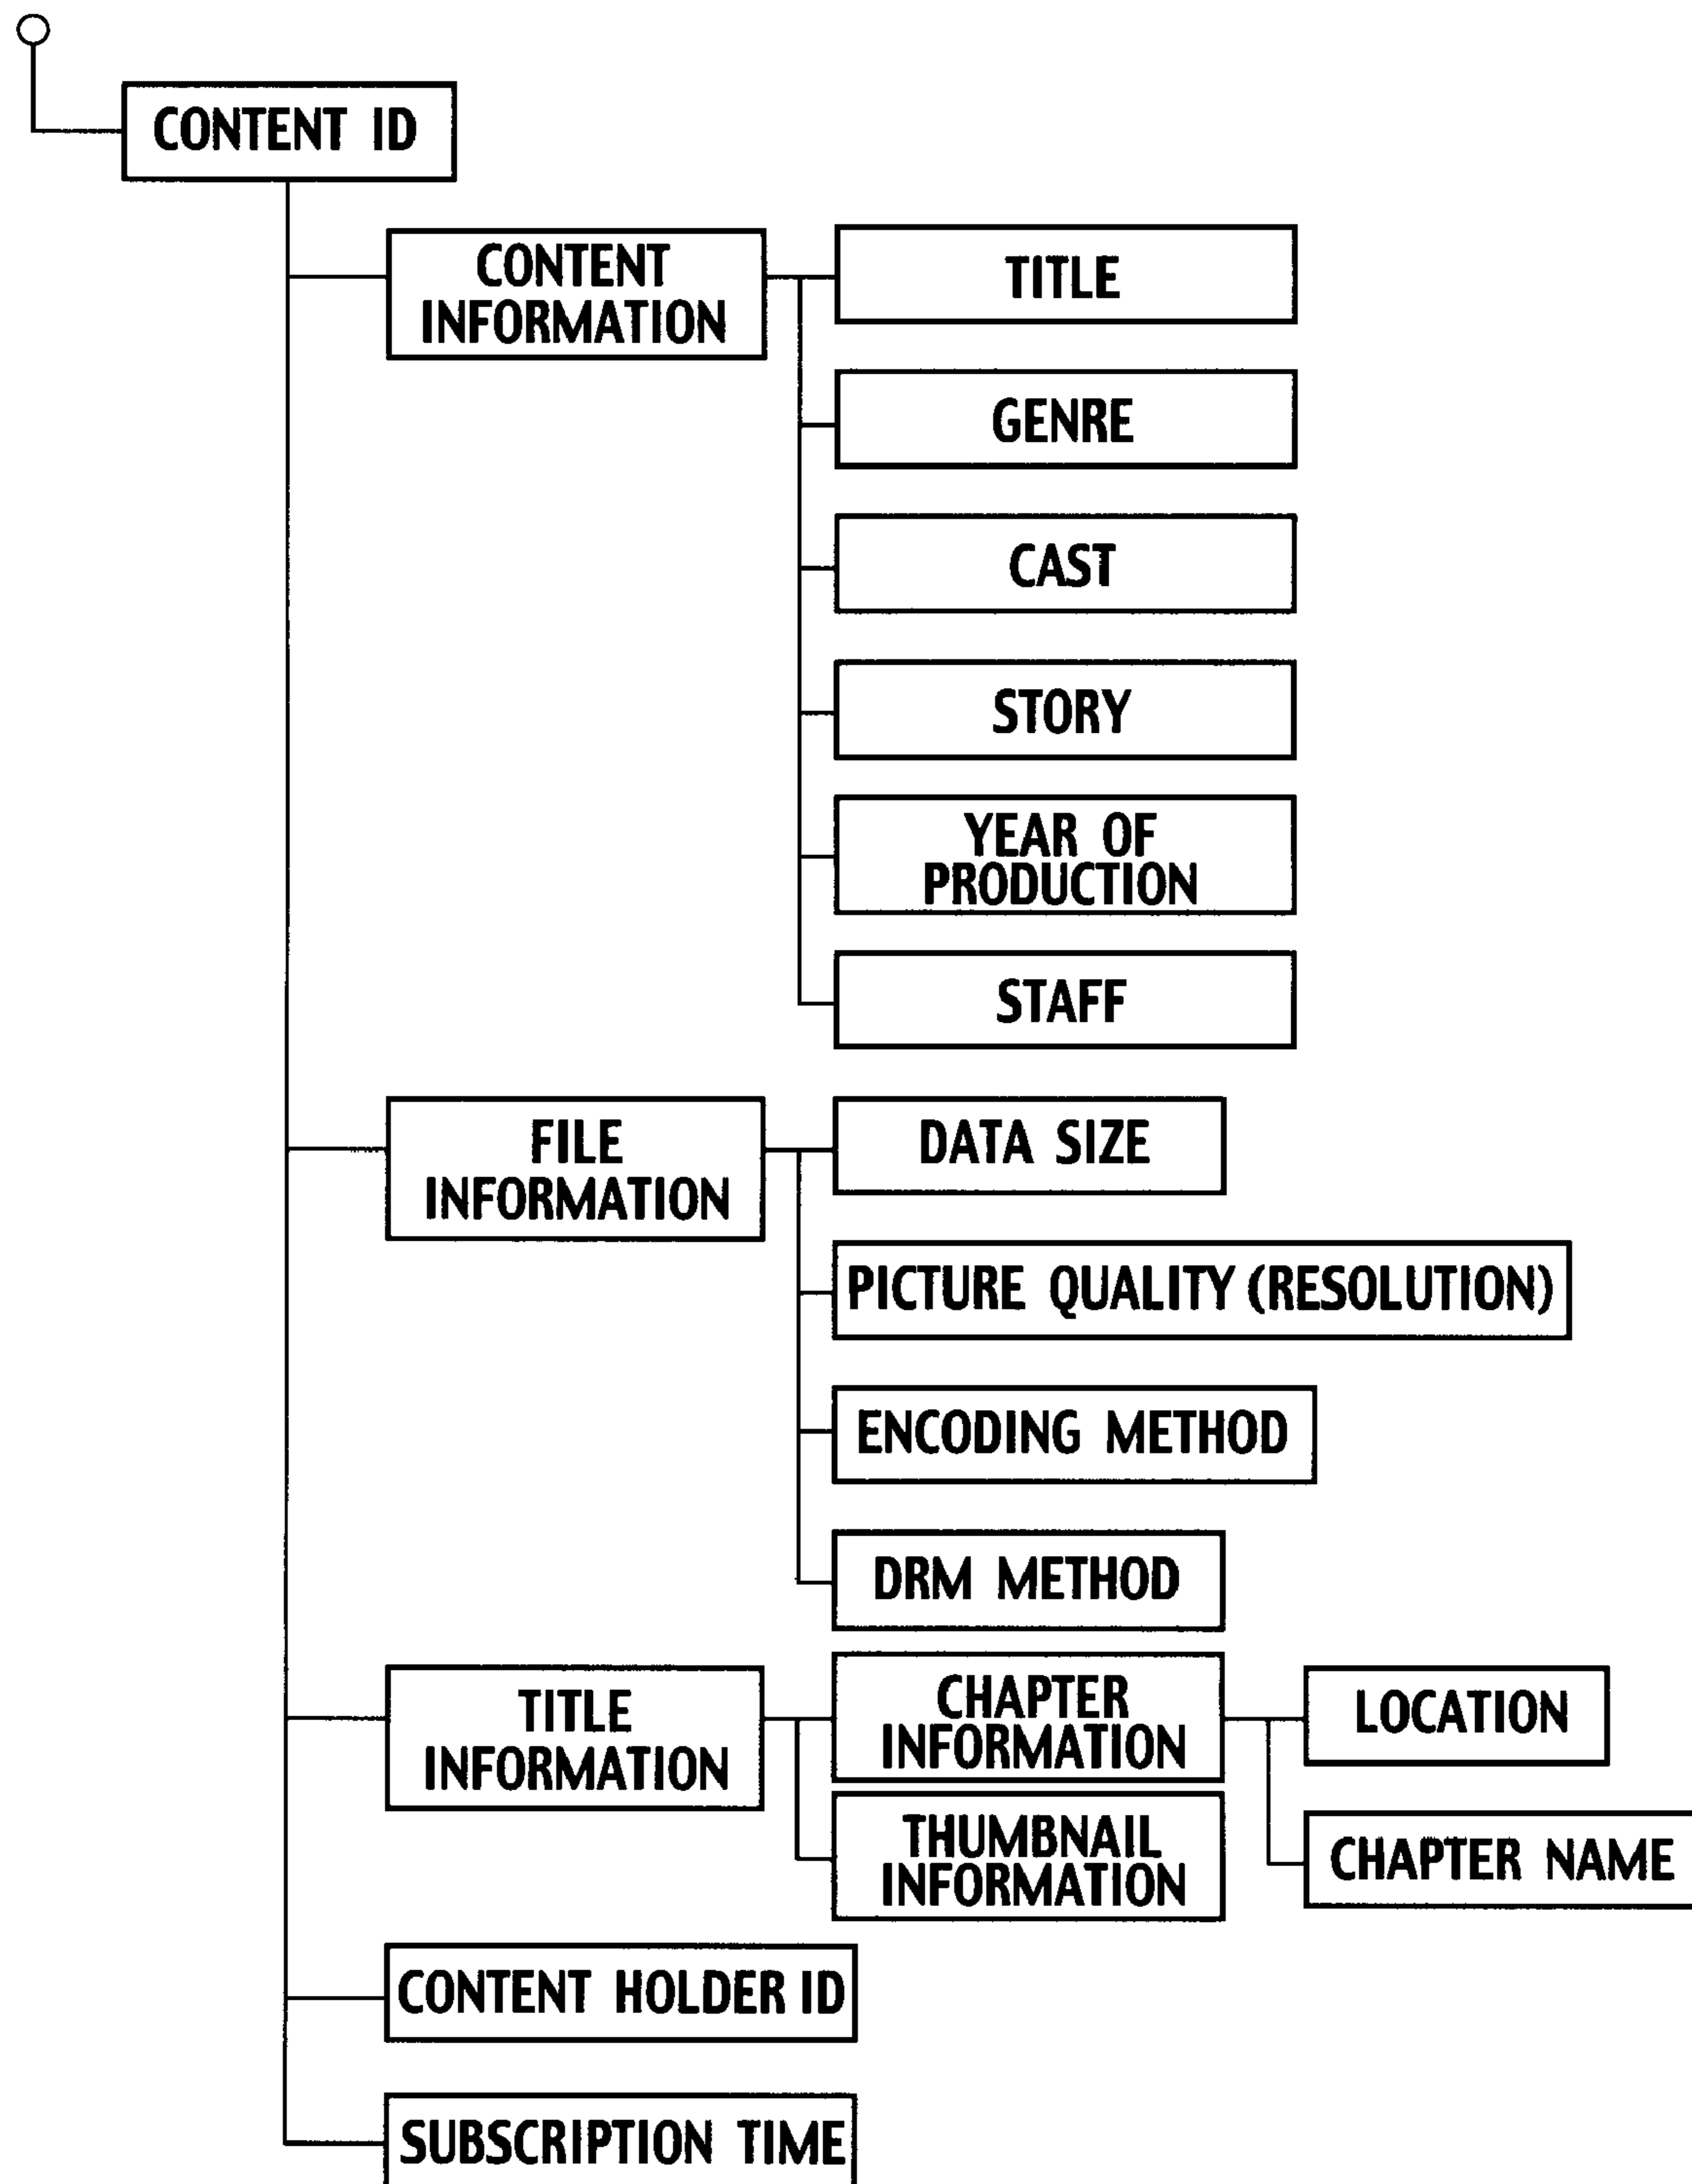 CONTENT ID
CONTENT
INFORMATION
TITLE
GENRE
CAST
STORY
YEAR OF
PRODUCTION
STAFF
FILE
INFORMATION
DATA SIZE
PICTURE QUALITY (RESOLUTION)
ENCODING METHOD
DRM METHOD
TITLE
INFORMATION
CHAPTER
INFORMATION
LOCATION
CHAPTER NAME
THUMBNAIL
INFORMATION
CONTENT HOLDER ID
SUBSCRIPTION TIME